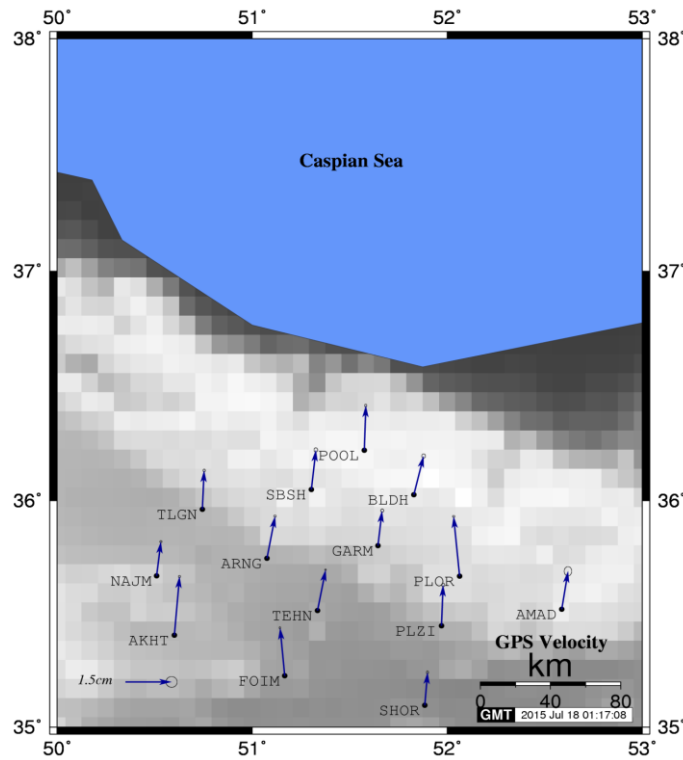 50° 51° 52° 53°
38° 38°
Caspian Sea
37° 37°
POOL
SBSH
BLDH
36° 36°
TLGN
GARM
ARNG
NAJM
PLOR
TEHN
AMAD
PLZI
AKHT
GPS Velocity
km
1.5cm
FOIM
0 40 80
SHOR
GMT 2015 Jul 18 01:17:08
35° 35°
50° 51° 52° 53°